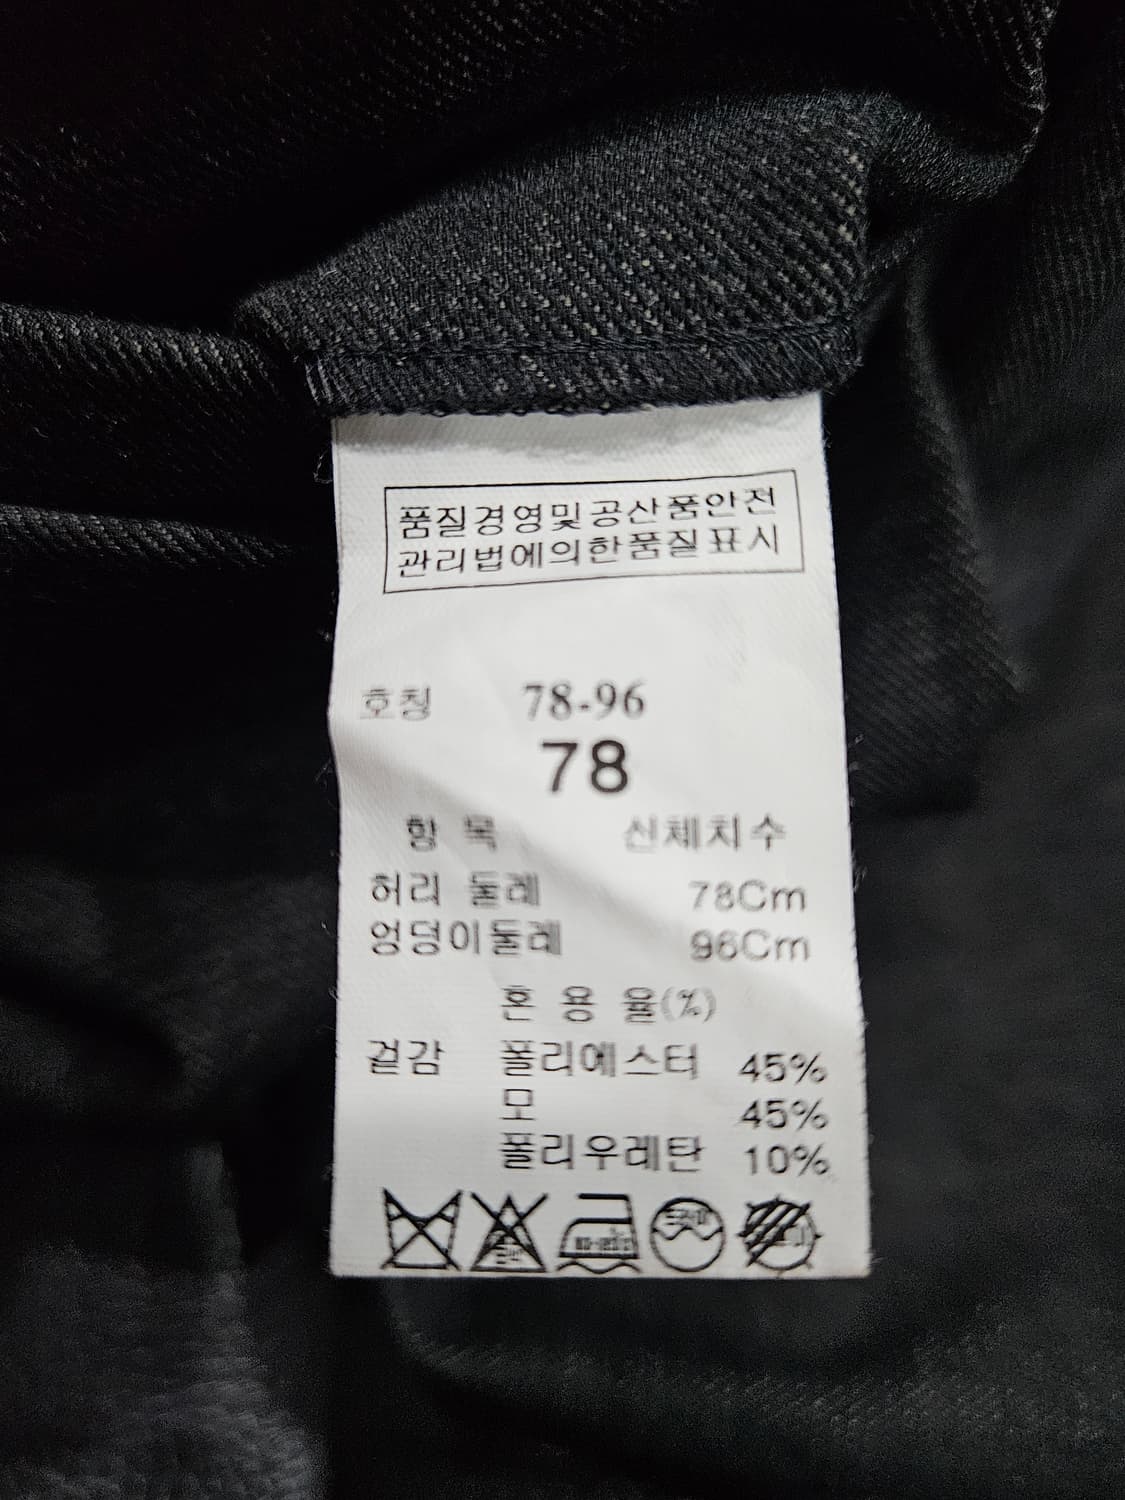 품질경영및공산품안전
관리법에의한품질표시
호칭 78-96
78
항 목 신체치수
허리 둘레 78Cm
엉덩이둘레 96Cm
혼 용 율(%)
겉감 폴리에스터 45%
모 45%
폴리우레탄 10%
드라이